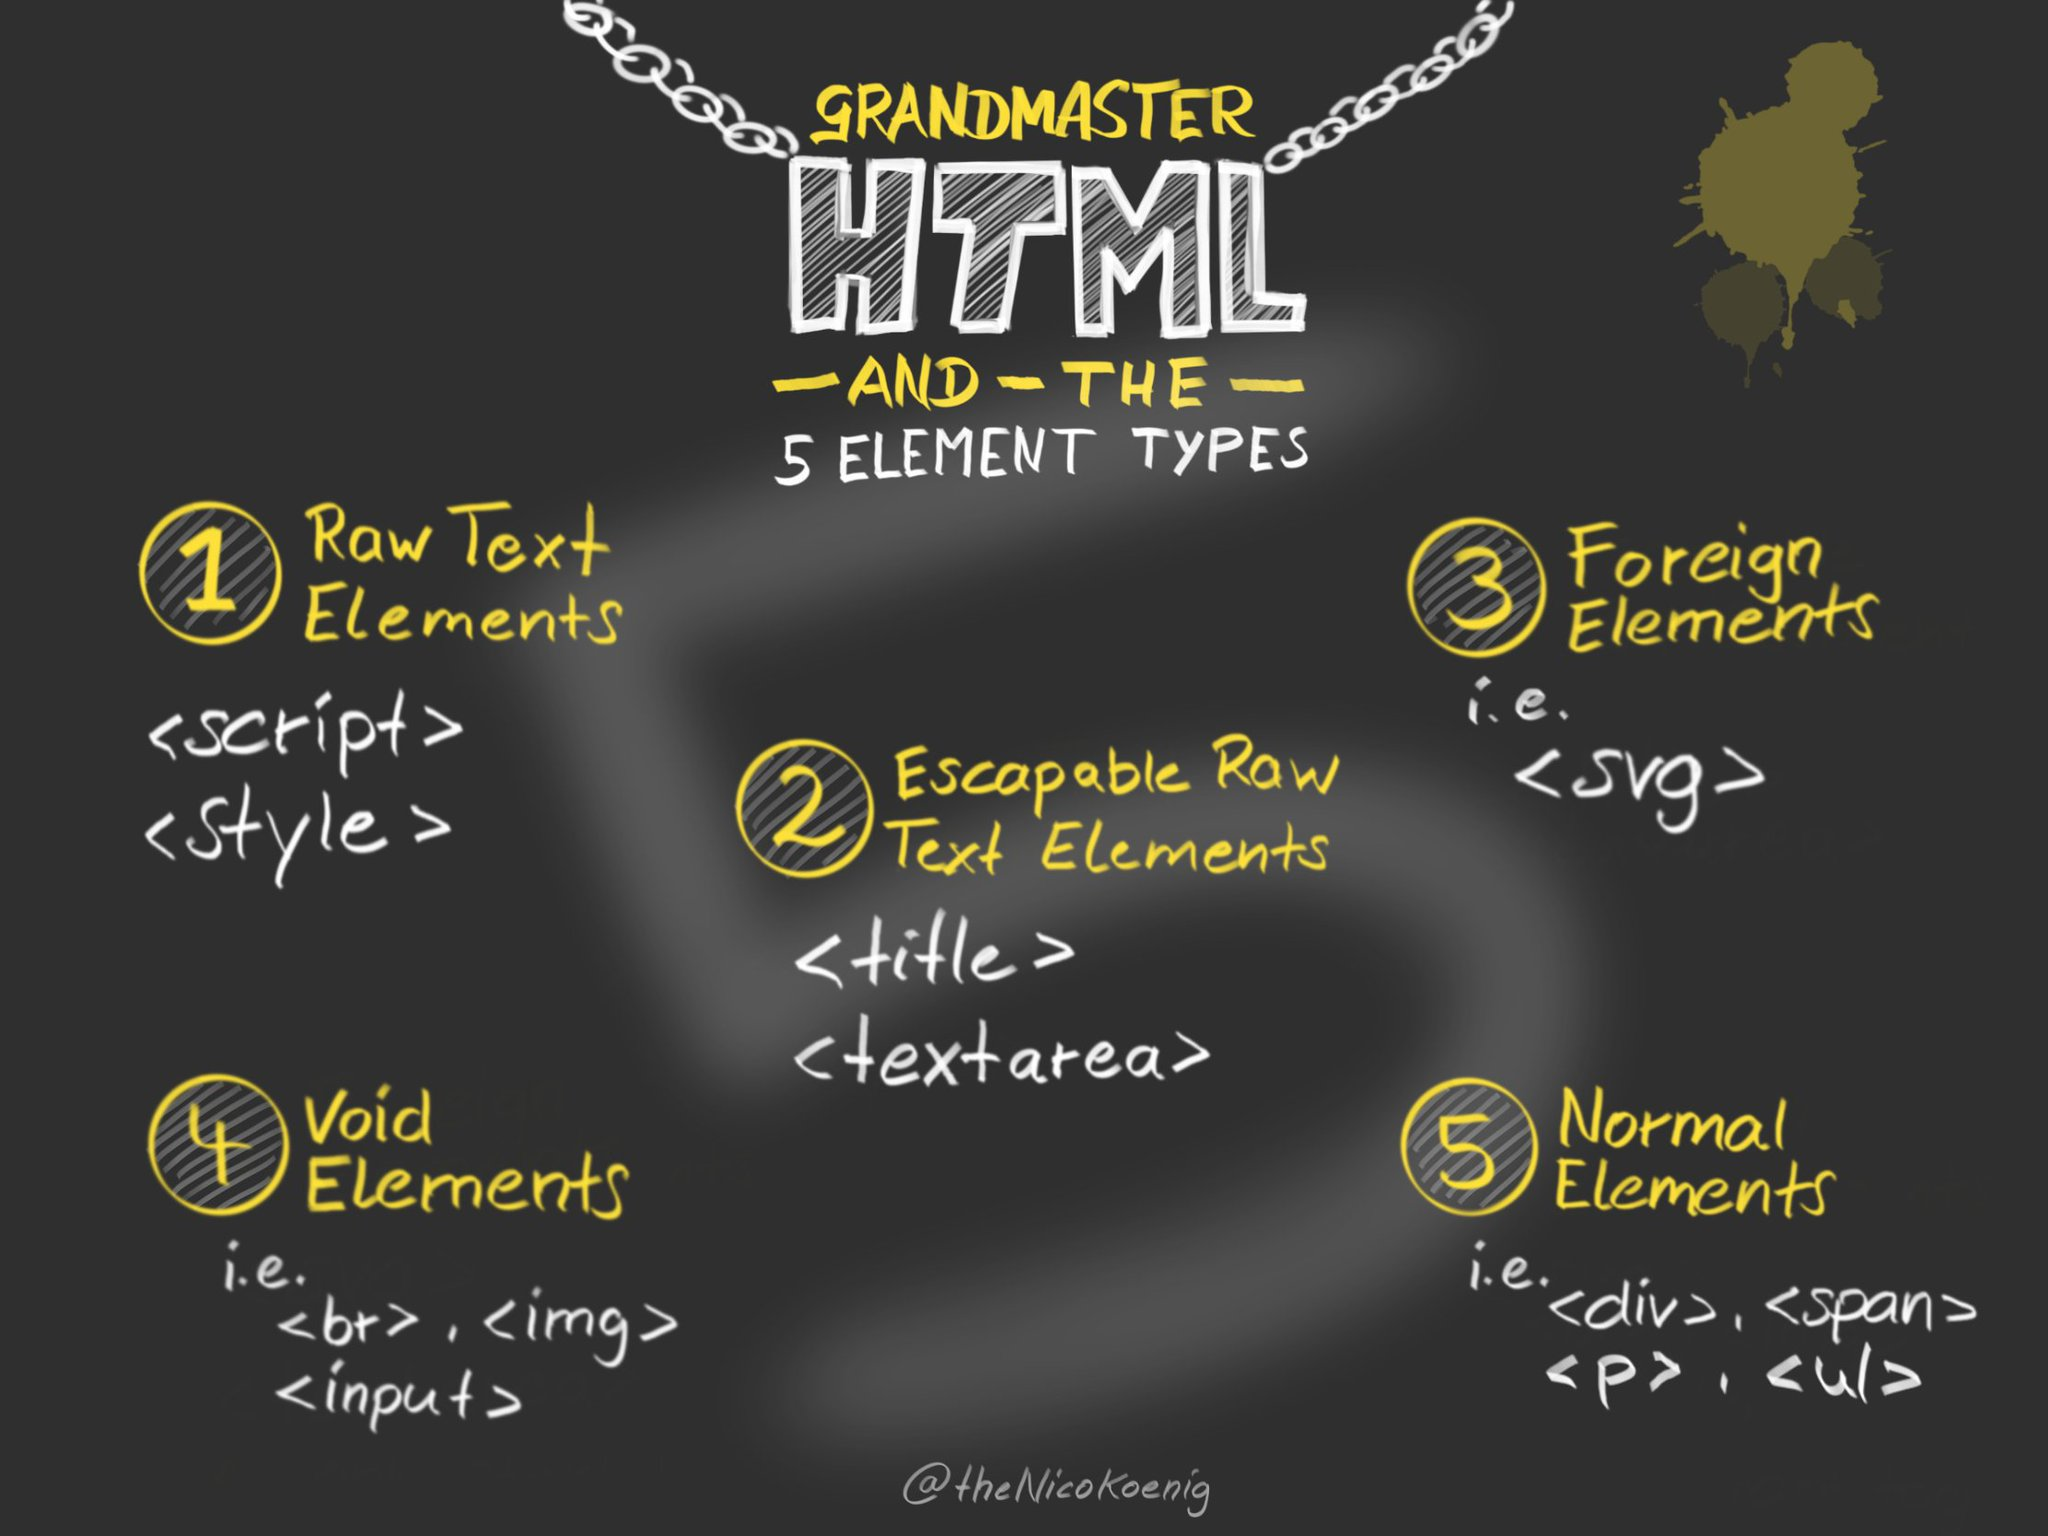 GRANDMASTER
HTML
— AND — THE —
5 ELEMENT TYPES
1 Raw Text
Elements
<script>
<style>
2 Escapable Raw
Text Elements
<title>
<textarea>
3 Foreign
Elements
i.e.
<svg>
4 Void
Elements
i.e.
<br>, <img>
<input>
5 Normal
Elements
i.e.
<div>, <span>
<p>, <ul>
@theNicoKoenig